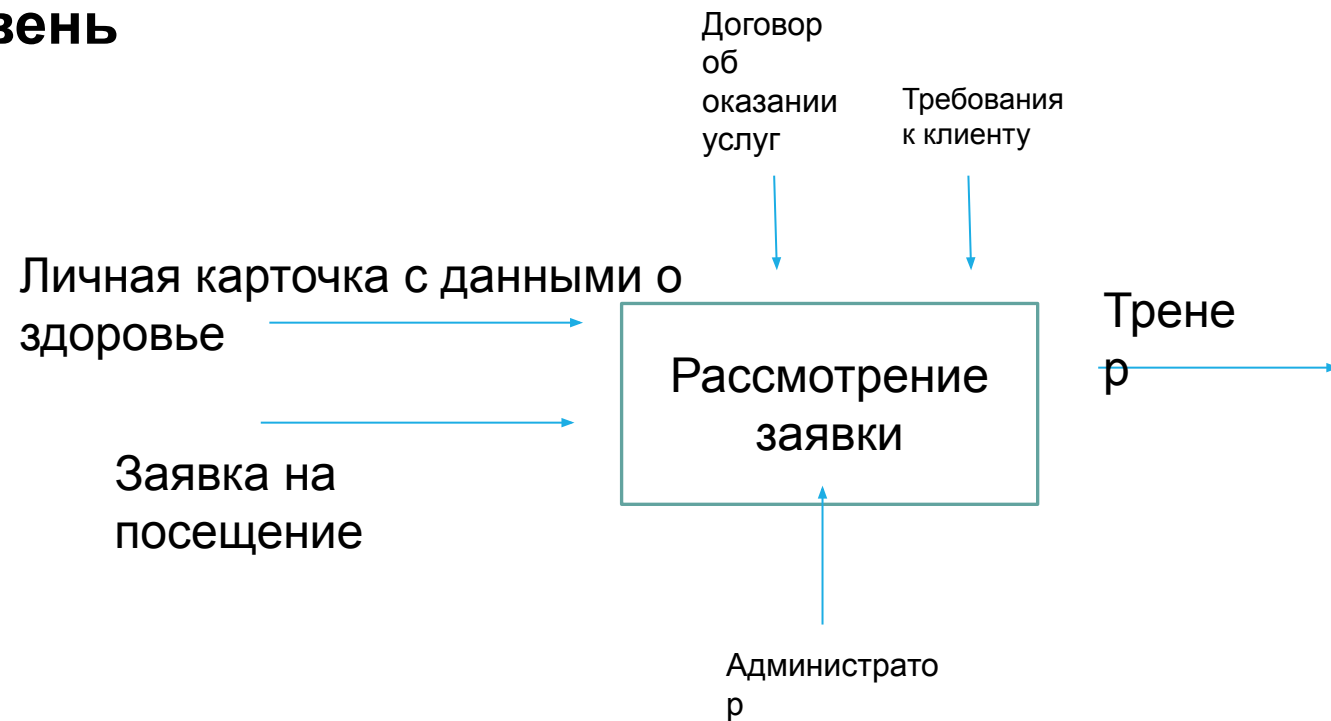 вень
Договор
об
оказании
услуг
Требования
к клиенту
Личная карточка с данными о
здоровье
Трене
р
Рассмотрение
заявки
Заявка на
посещение
Администрато
р